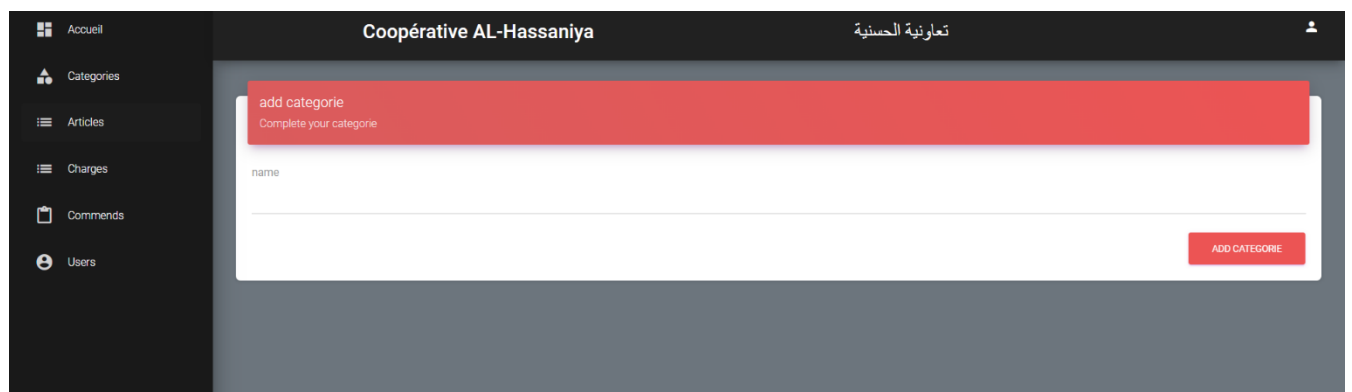 Accueil
Categories
Articles
Charges
Commends
Users
Coopérative AL-Hassaniya
تعاونية الحسنية
add categorie
Complete your categorie
name
ADD CATEGORIE